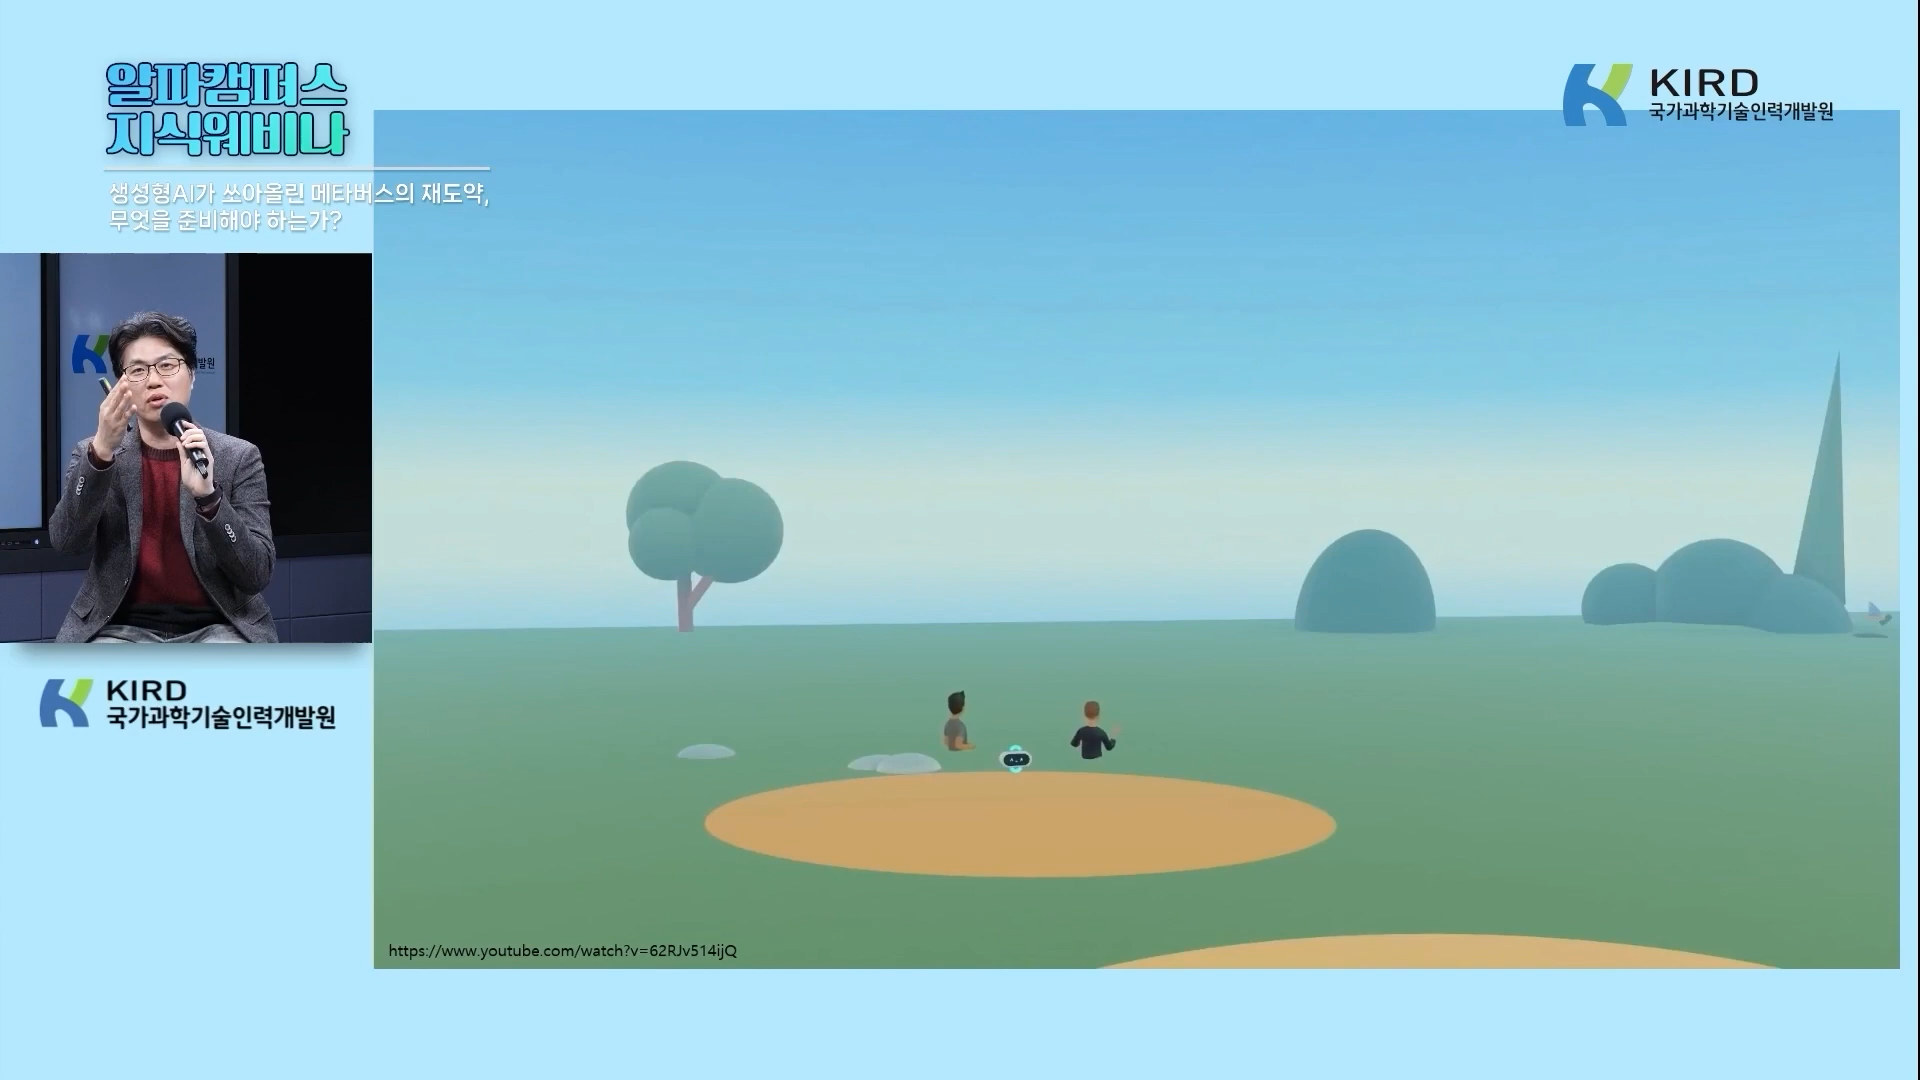 알파캠퍼스
지식웨비나
생성형AI가 쏘아올린 메타버스의 재도약,
무엇을 준비해야 하는가?
KIRD
국가과학기술인력개발원
발원
KIRD
국가과학기술인력개발원
https://www.youtube.com/watch?v=62RJv514ijQ